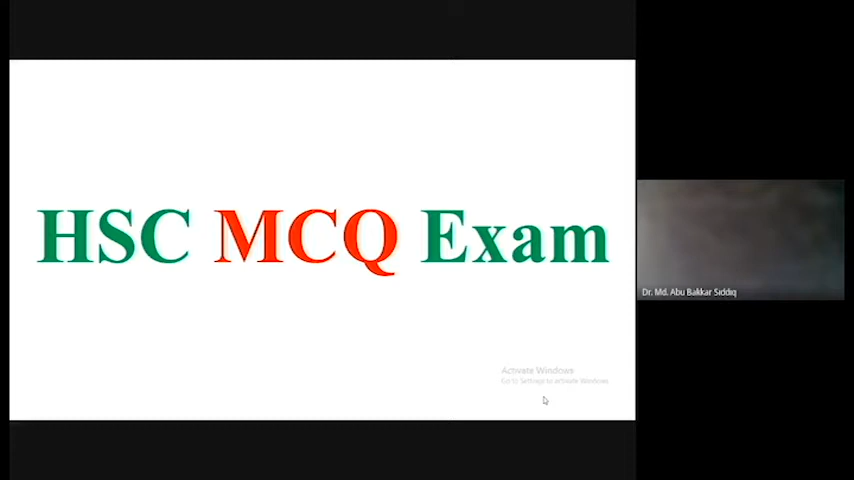 HSC MCQ Exam
Activate Windows
Go to Settings to activate Windows.
Dr. Md. Abu Bakkar Siddiq